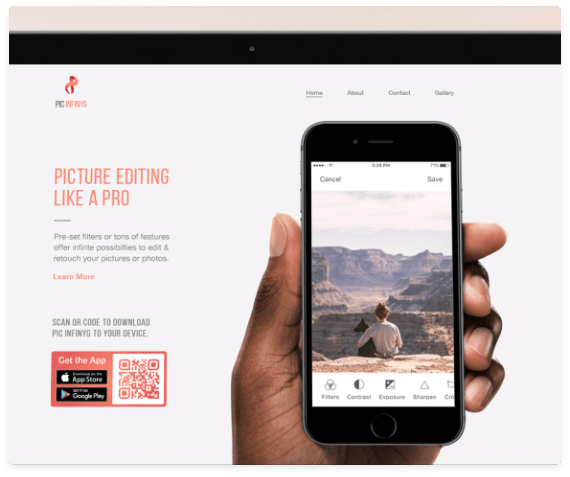 Home About Contact Gallery
PIC INFINYG
PICTURE EDITING
LIKE A PRO
Pre-set filters or tons of features
offer infinte possibilties to edit &
retouch your pictures or photos.
Learn More
SCAN QR CODE TO DOWNLOAD
PIC INFINYG TO YOUR DEVICE:
Get the App
Download on the
App Store
GET IT ON
Google Play
3:39 PM 71%
Cancel Save
Filters Contrast Exposure Sharpen Cro